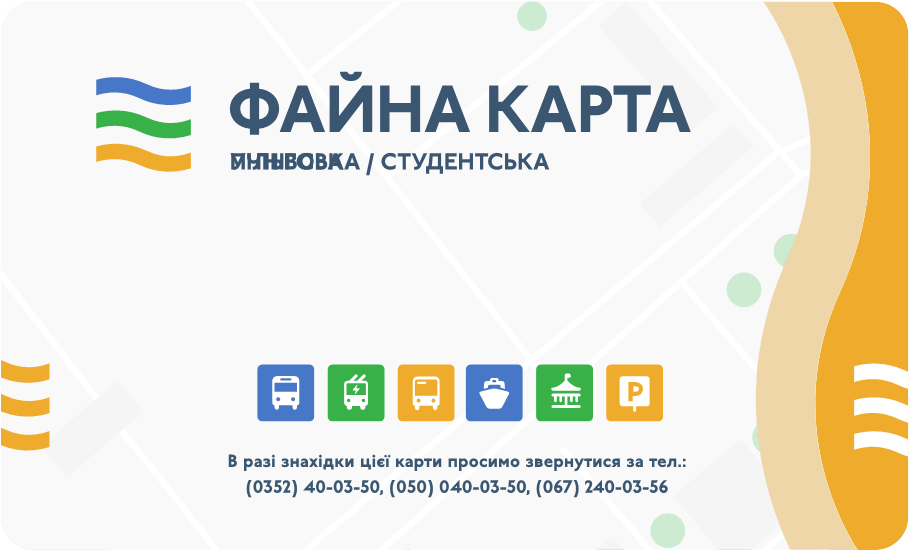 ФАЙНА КАРТА
/ СТУДЕНТСЬКА
P
В разі знахідки цієї карти просимо звернутися за тел.:
(0352) 40-03-50, (050) 040-03-50, (067) 240-03-56